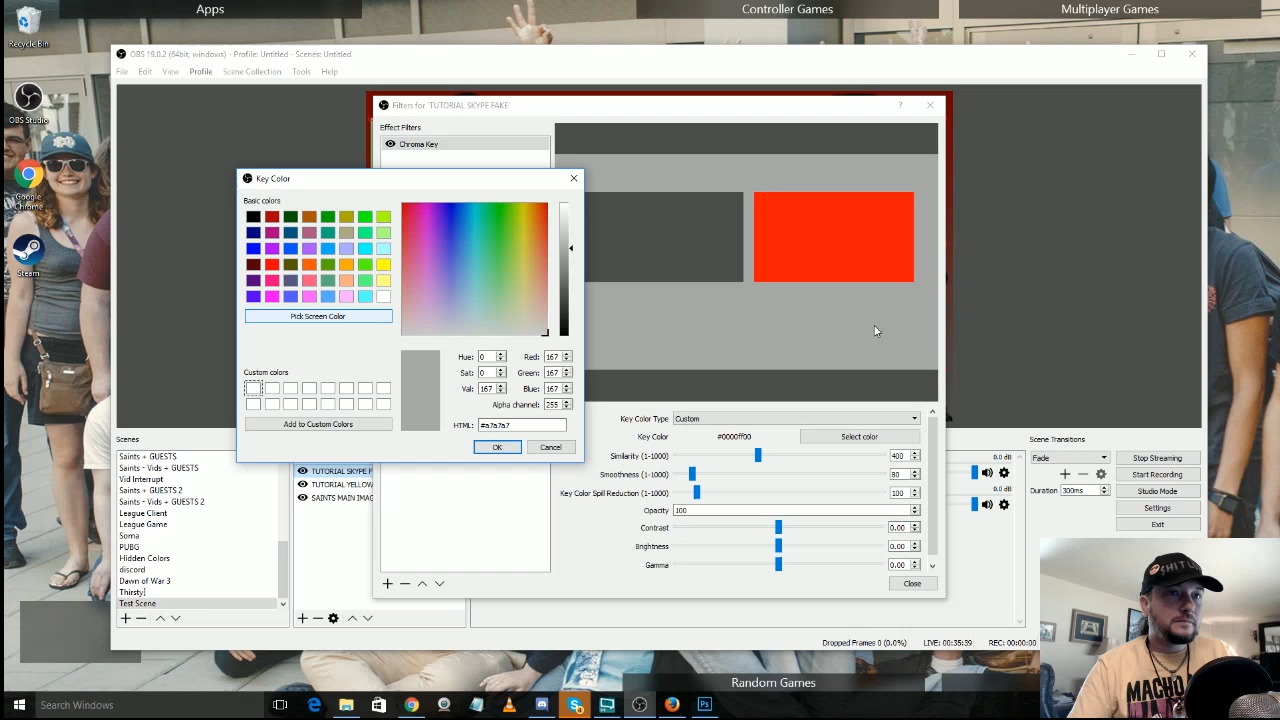 Apps
Controller Games
Multiplayer Games
Recycle Bin
OBS Studio
Google Chrome
Steam
OBS 19.0.2 (64bit, windows) - Profile: Untitled - Scenes: Untitled
File Edit View Profile Scene Collection Tools Help
Filters for 'TUTORIAL SKYPE FAKE'
?
Effect Filters
Chroma Key
Key Color
Basic colors
Pick Screen Color
Custom colors
Add to Custom Colors
Hue: 0 Red: 167
Sat: 0 Green: 167
Val: 167 Blue: 167
Alpha channel: 255
HTML: #a7a7a7
OK Cancel
Key Color Type Custom
Key Color #0000ff00 Select color
Similarity (1-1000) 400
Smoothness (1-1000) 80
Key Color Spill Reduction (1-1000) 100
Opacity 100
Contrast 0.00
Brightness 0.00
Gamma 0.00
Close
Scenes
Saints + GUESTS
Saints - Vids + GUESTS
Vid Interrupt
Saints + GUESTS 2
Saints - Vids + GUESTS 2
League Client
League Game
Soma
PUBG
Hidden Colors
discord
Dawn of War 3
Thirsty]
Test Scene
TUTORIAL SKYPE F
TUTORIAL YELLOW
SAINTS MAIN IMAG
0.0 dB
0.0 dB
Scene Transitions
Fade
Duration 300ms
Stop Streaming
Start Recording
Studio Mode
Settings
Exit
Dropped Frames 0 (0.0%) LIVE: 00:35:39 REC: 00:00:00
MACHO
Random Games
Search Windows